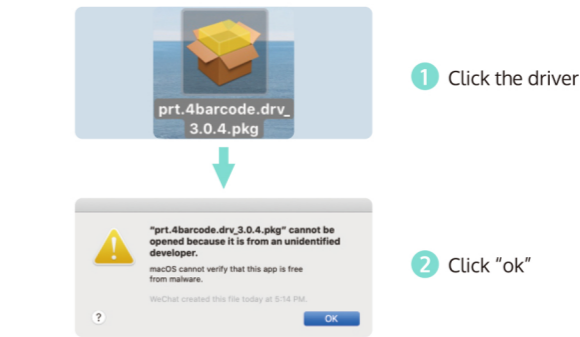 prt.4barcode.drv_
3.0.4.pkg
1 Click the driver
"prt.4barcode.drv_3.0.4.pkg" cannot be
opened because it is from an unidentified
developer.
macOS cannot verify that this app is free
from malware.
WeChat created this file today at 5:14 PM.
?
OK
2 Click “ok”